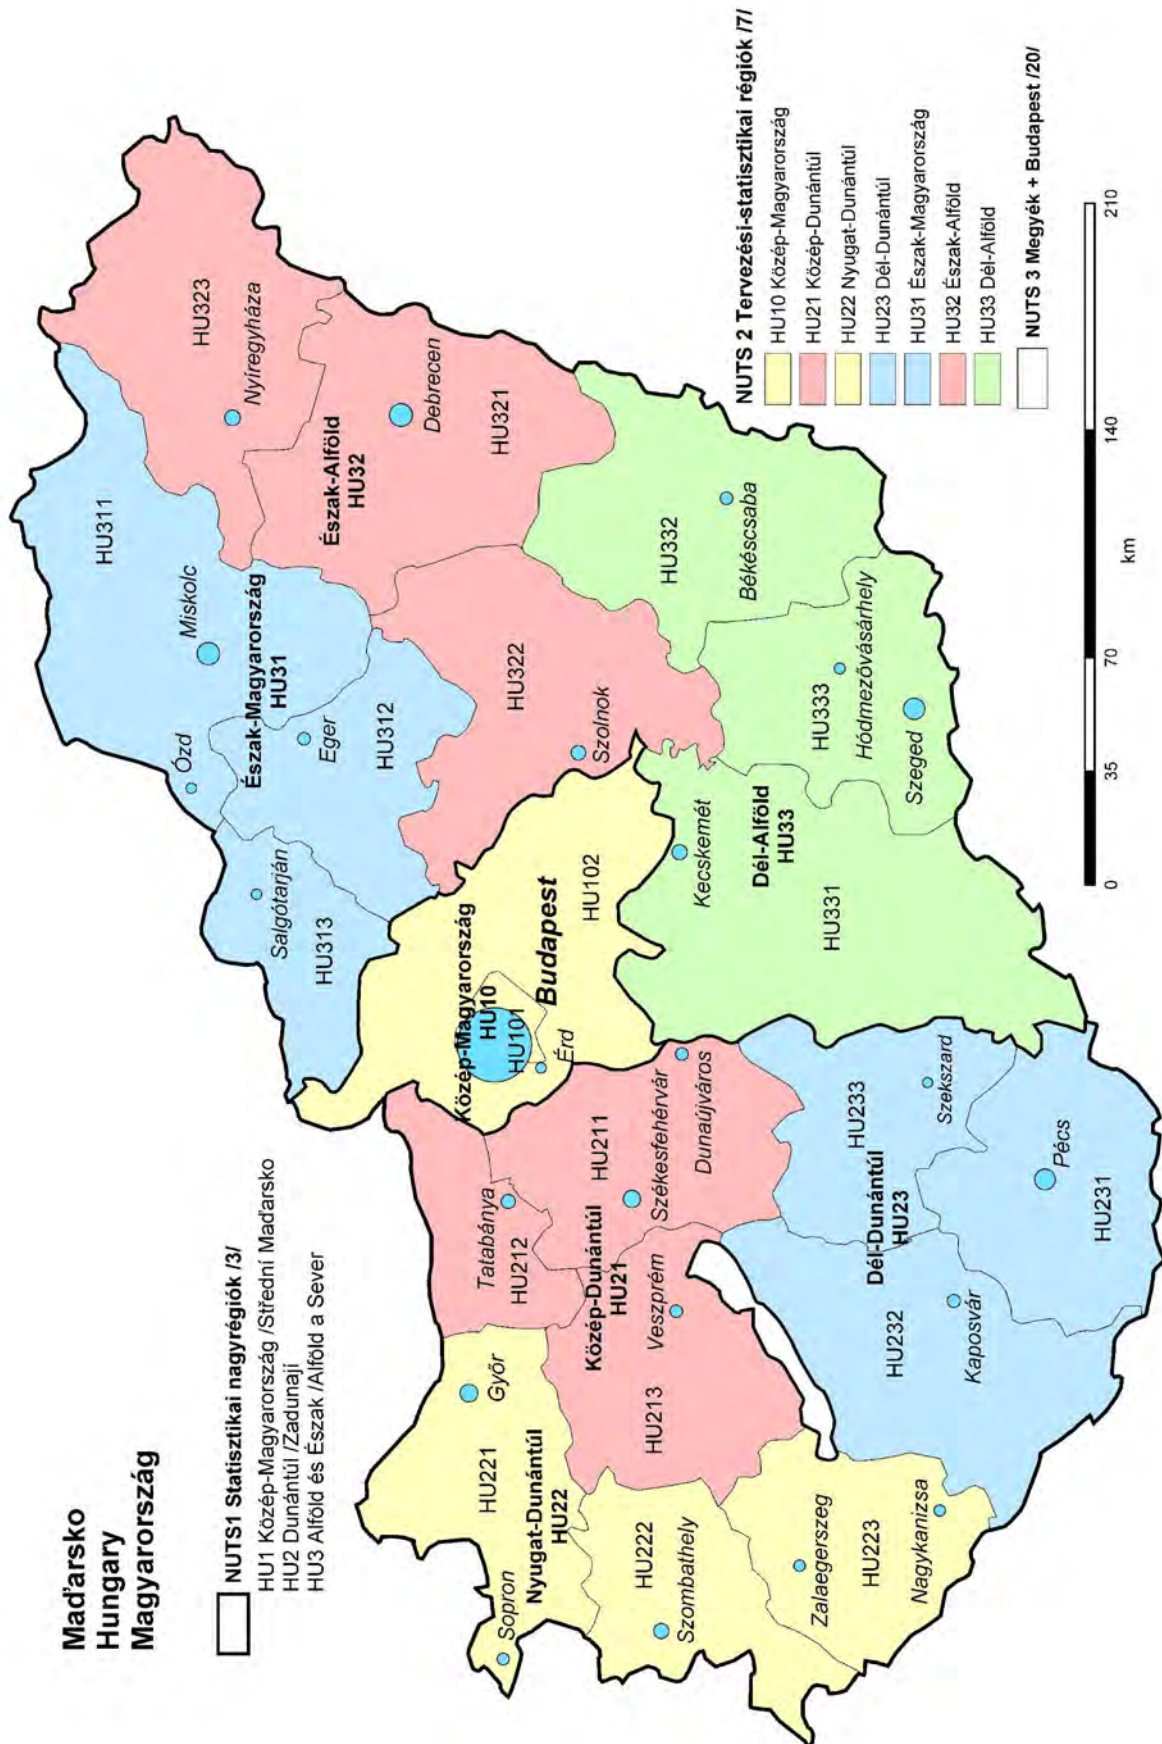 Maďarsko
Hungary
Magyarország
NUTS1 Statisztikai nagyrégiók /3/
HU1 Közép-Magyarország /Střední Maďarsko
HU2 Dunántúl /Zadunají
HU3 Alföld és Észak /Alföld a Sever
HU311
HU323
Nyíregyháza
Miskolc
Ózd
Észak-Magyarország
HU31
Eger
HU312
Salgótarján
HU313
Észak-Alföld
HU32
Debrecen
HU321
HU322
Szolnok
Közép-Magyarország
HU10
HU101
Budapest
HU102
Érd
Tatabánya
HU212
HU211
Székesfehérvár
Dunaújváros
Közép-Dunántúl
HU21
Veszprém
HU213
Győr
HU221
Sopron
Nyugat-Dunántúl
HU22
HU222
Szombathely
Zalaegerszeg
HU223
Nagykanizsa
HU232
Kaposvár
Dél-Dunántúl
HU23
HU233
Szekszard
Pécs
HU231
Kecskemét
HU331
Dél-Alföld
HU33
HU332
Békéscsaba
HU333
Hódmezővásárhely
Szeged
NUTS 2 Tervezési-statisztikai régiók /7/
HU10 Közép-Magyarország
HU21 Közép-Dunántúl
HU22 Nyugat-Dunántúl
HU23 Dél-Dunántúl
HU31 Észak-Magyarország
HU32 Észak-Alföld
HU33 Dél-Alföld
NUTS 3 Megyék + Budapest /20/
0 35 70 140 210
km